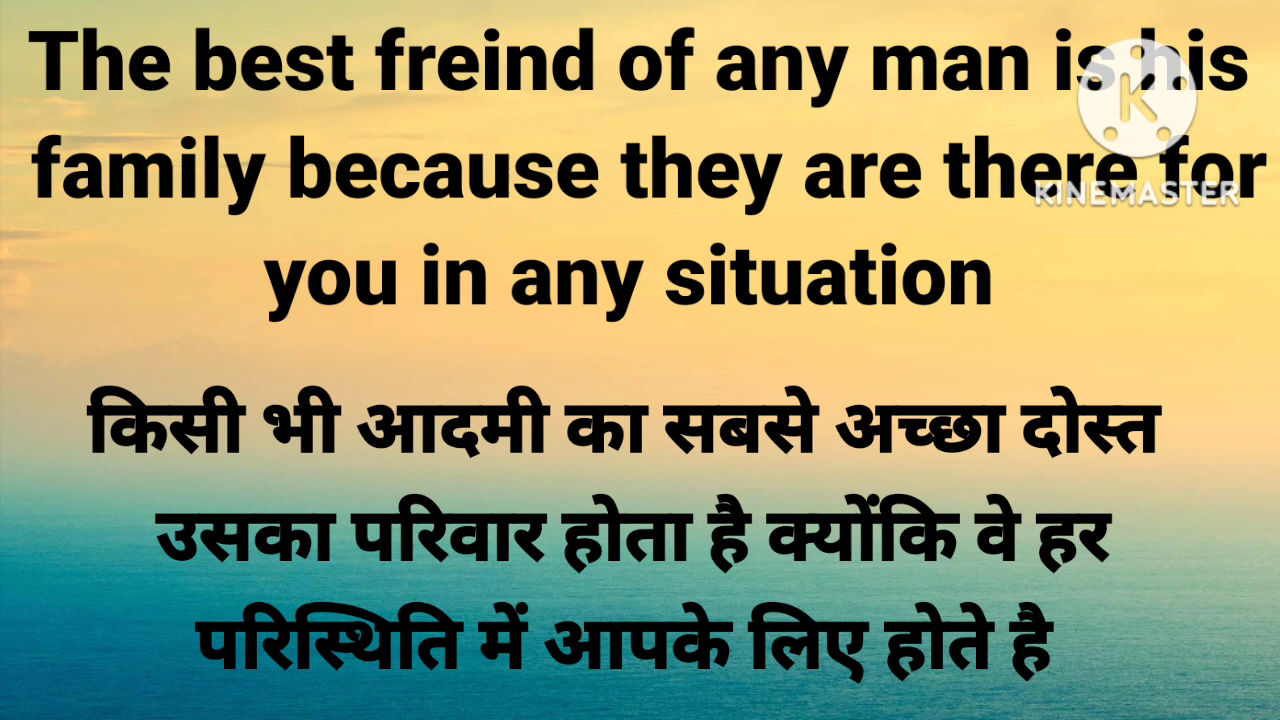 The best freind of any man is his
family because they are there for
you in any situation
किसी भी आदमी का सबसे अच्छा दोस्त
उसका परिवार होता है क्योंकि वे हर
परिस्थिति में आपके लिए होते है
K
KINEMASTER